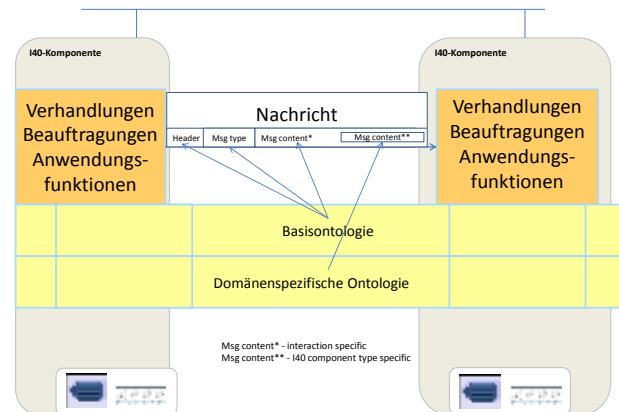 I40-Komponente
I40-Komponente
Verhandlungen
Beauftragungen
Anwendungs-
funktionen
Nachricht
Header
Msg type
Msg content*
Msg content**
Verhandlungen
Beauftragungen
Anwendungs-
funktionen
Basisontologie
Domänenspezifische Ontologie
Msg content* - interaction specific
Msg content** - I40 component type specific